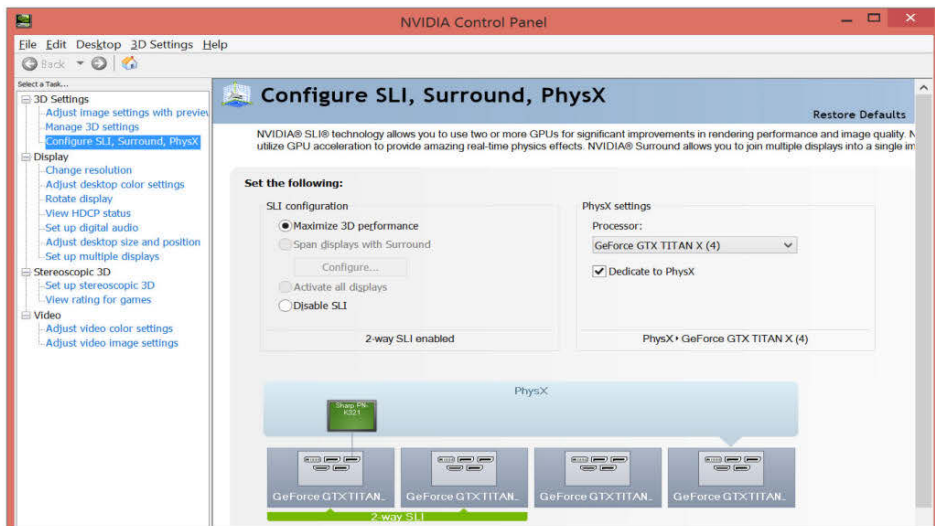 NVIDIA Control Panel
File Edit Desktop 3D Settings Help
Back
Select a Task...
3D Settings
Adjust image settings with preview
Manage 3D settings
Configure SLI, Surround, PhysX
Display
Change resolution
Adjust desktop color settings
Rotate display
View HDCP status
Set up digital audio
Adjust desktop size and position
Set up multiple displays
Stereoscopic 3D
Set up stereoscopic 3D
View rating for games
Video
Adjust video color settings
Adjust video image settings
Configure SLI, Surround, PhysX
Restore Defaults
NVIDIA® SLI® technology allows you to use two or more GPUs for significant improvements in rendering performance and image quality. N
utilize GPU acceleration to provide amazing real-time physics effects. NVIDIA® Surround allows you to join multiple displays into a single im
Set the following:
SLI configuration
Maximize 3D performance
Span displays with Surround
Configure...
Activate all displays
Disable SLI
2-way SLI enabled
PhysX settings
Processor:
GeForce GTX TITAN X (4)
Dedicate to PhysX
PhysX > GeForce GTX TITAN X (4)
PhysX
Sharp PN-
K321
GeForce GTX TITAN...
GeForce GTX TITAN...
GeForce GTX TITAN...
GeForce GTX TITAN...
2-way SLI